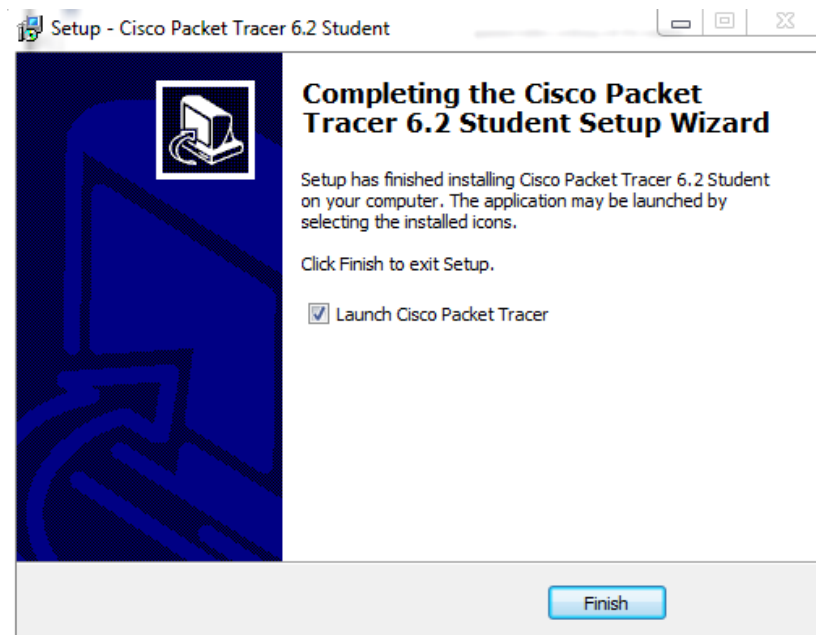 Setup - Cisco Packet Tracer 6.2 Student
Completing the Cisco Packet
Tracer 6.2 Student Setup Wizard
Setup has finished installing Cisco Packet Tracer 6.2 Student
on your computer. The application may be launched by
selecting the installed icons.
Click Finish to exit Setup.
Launch Cisco Packet Tracer
Finish